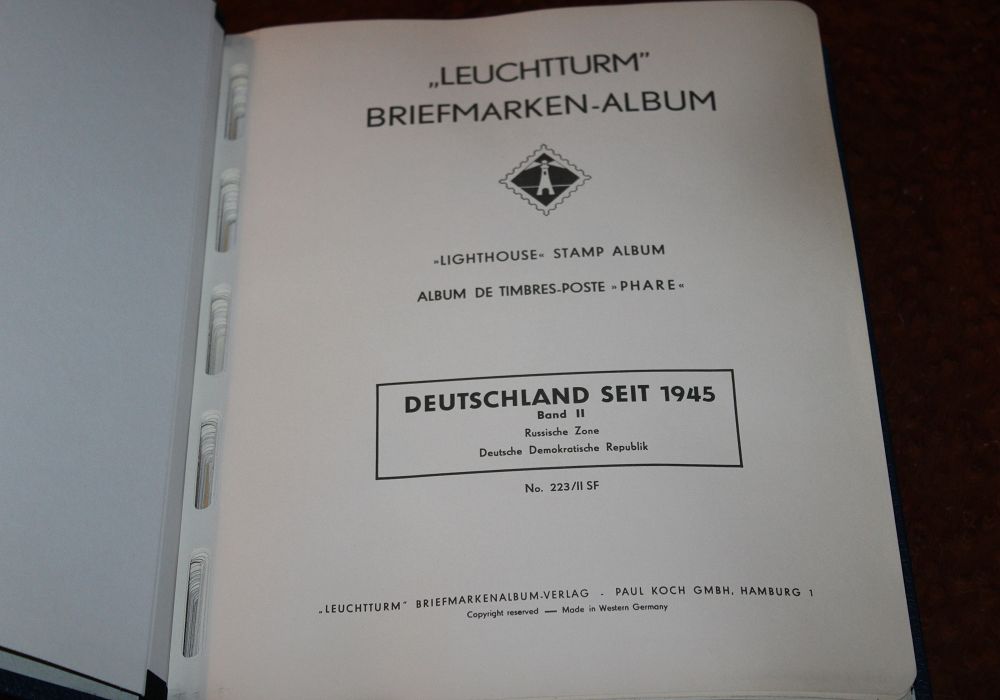 „LEUCHTTURM”
BRIEFMARKEN-ALBUM
»LIGHTHOUSE« STAMP ALBUM
ALBUM DE TIMBRES-POSTE »PHARE«
DEUTSCHLAND SEIT 1945
Band II
Russische Zone
Deutsche Demokratische Republik
No. 223/II SF
„LEUCHTTURM” BRIEFMARKENALBUM-VERLAG . PAUL KOCH GMBH, HAMBURG 1
Copyright reserved — Made in Western Germany